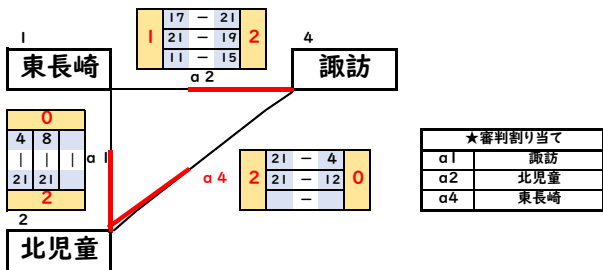 17 － 21
1 21 － 19 2
11 － 15
1
東長崎
4
諏訪
a2
0
4 8
| | |
21 21
2
a1
a4
21 － 4
2 21 － 12 0
－
2
北児童
★審判割り当て
a1 諏訪
a2 北児童
a4 東長崎